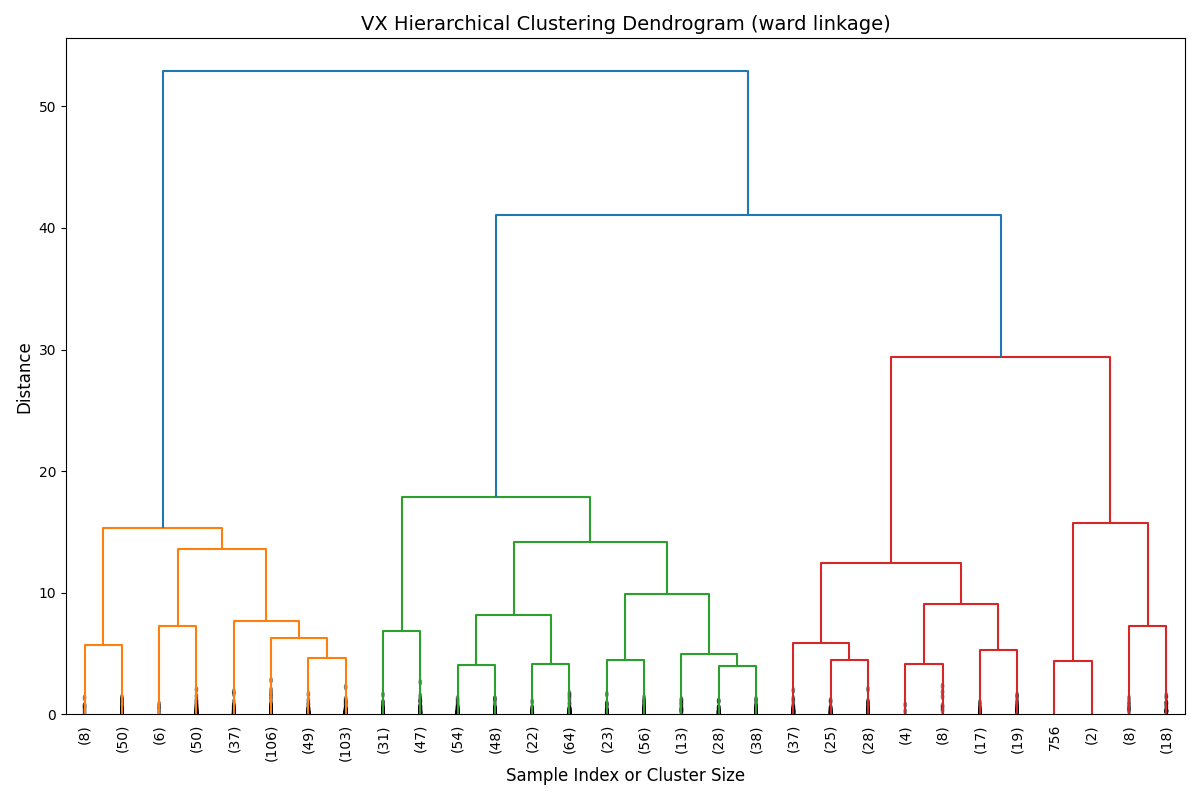 VX Hierarchical Clustering Dendrogram (ward linkage)
50
40
30
20
10
0
Distance
(8) (50) (6) (50) (37) (106) (49) (103) (31) (47) (54) (48) (22) (64) (23) (56) (13) (28) (38) (37) (25) (28) (4) (8) (17) (19) 756 (2) (8) (18)
Sample Index or Cluster Size